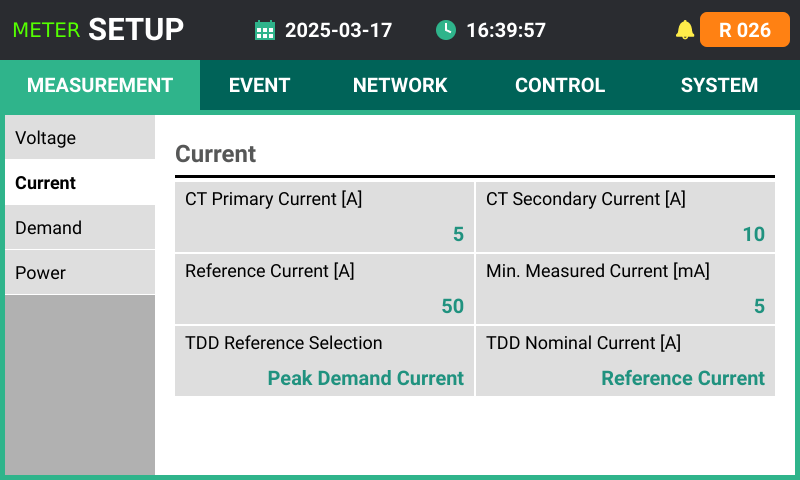 METER SETUP 2025-03-17 16:39:57 R 026
MEASUREMENT EVENT NETWORK CONTROL SYSTEM
Voltage
Current
Demand
Power
Current
CT Primary Current [A]
5
CT Secondary Current [A]
10
Reference Current [A]
50
Min. Measured Current [mA]
5
TDD Reference Selection
Peak Demand Current
TDD Nominal Current [A]
Reference Current